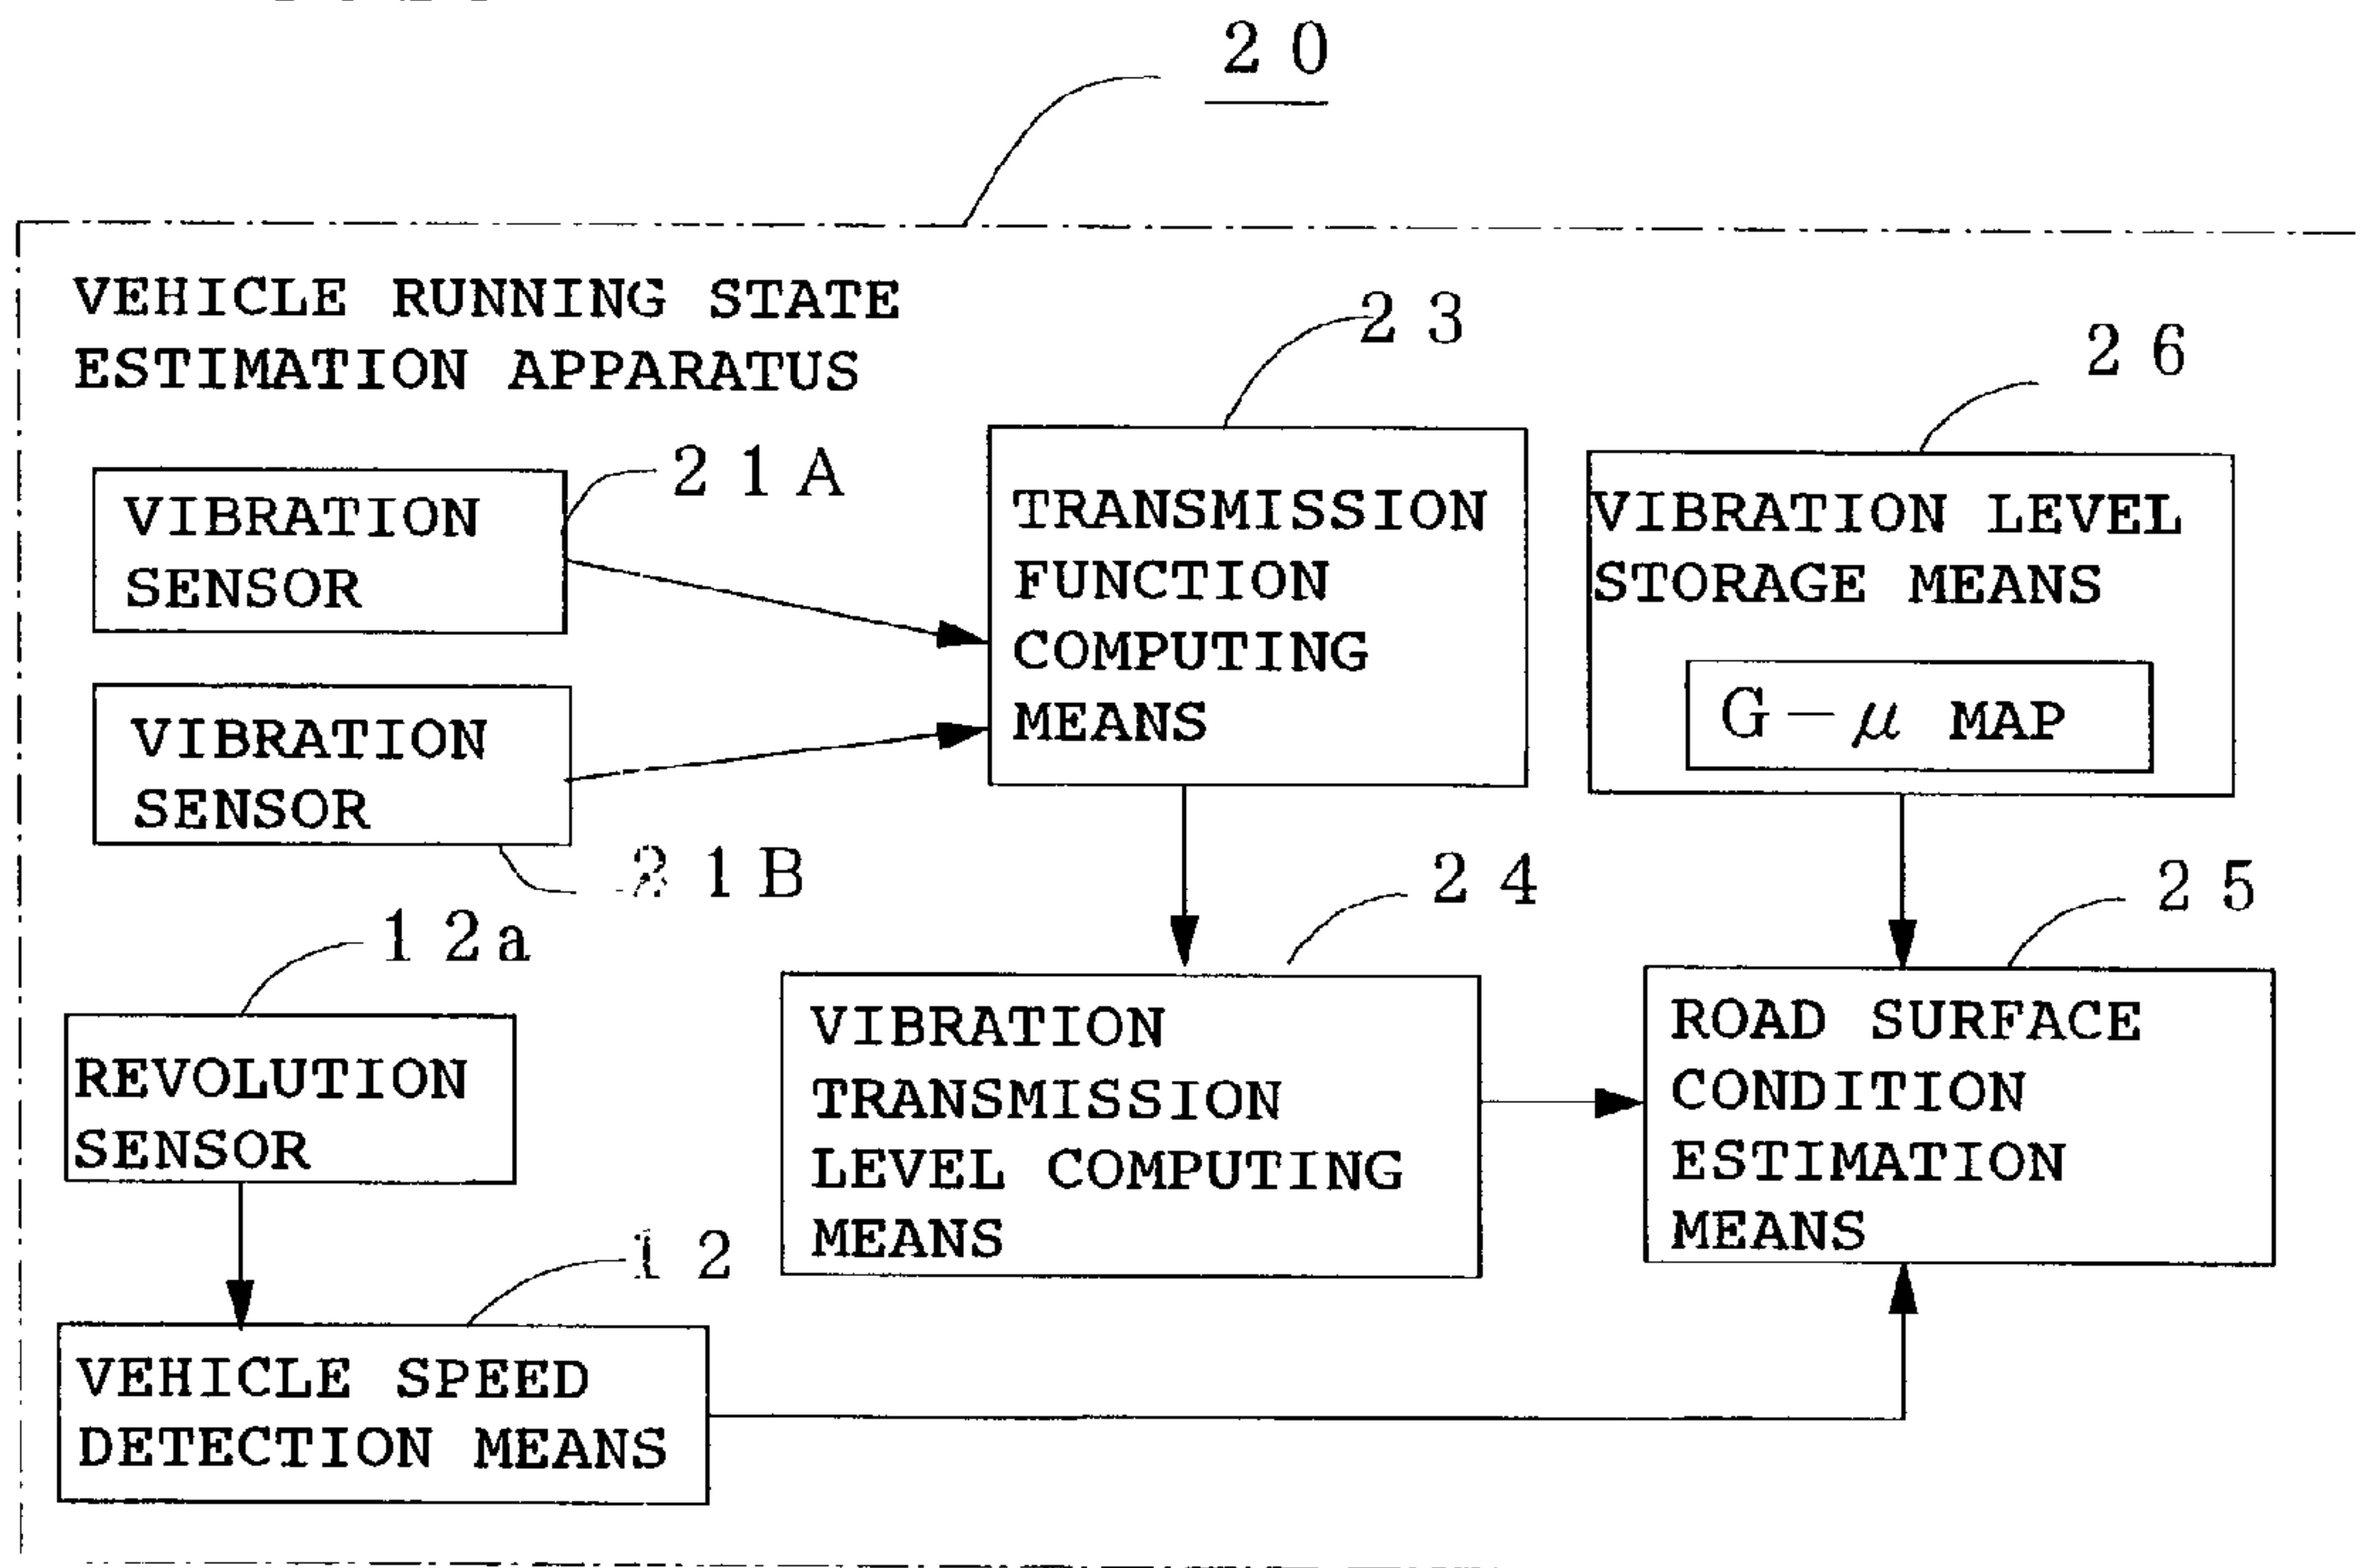 20
VEHICLE RUNNING STATE
ESTIMATION APPARATUS
23
26
21A
VIBRATION
SENSOR
TRANSMISSION
FUNCTION
COMPUTING
MEANS
VIBRATION LEVEL
STORAGE MEANS
G-μ MAP
VIBRATION
SENSOR
21B
24
25
12a
REVOLUTION
SENSOR
VIBRATION
TRANSMISSION
LEVEL COMPUTING
MEANS
ROAD SURFACE
CONDITION
ESTIMATION
MEANS
12
VEHICLE SPEED
DETECTION MEANS